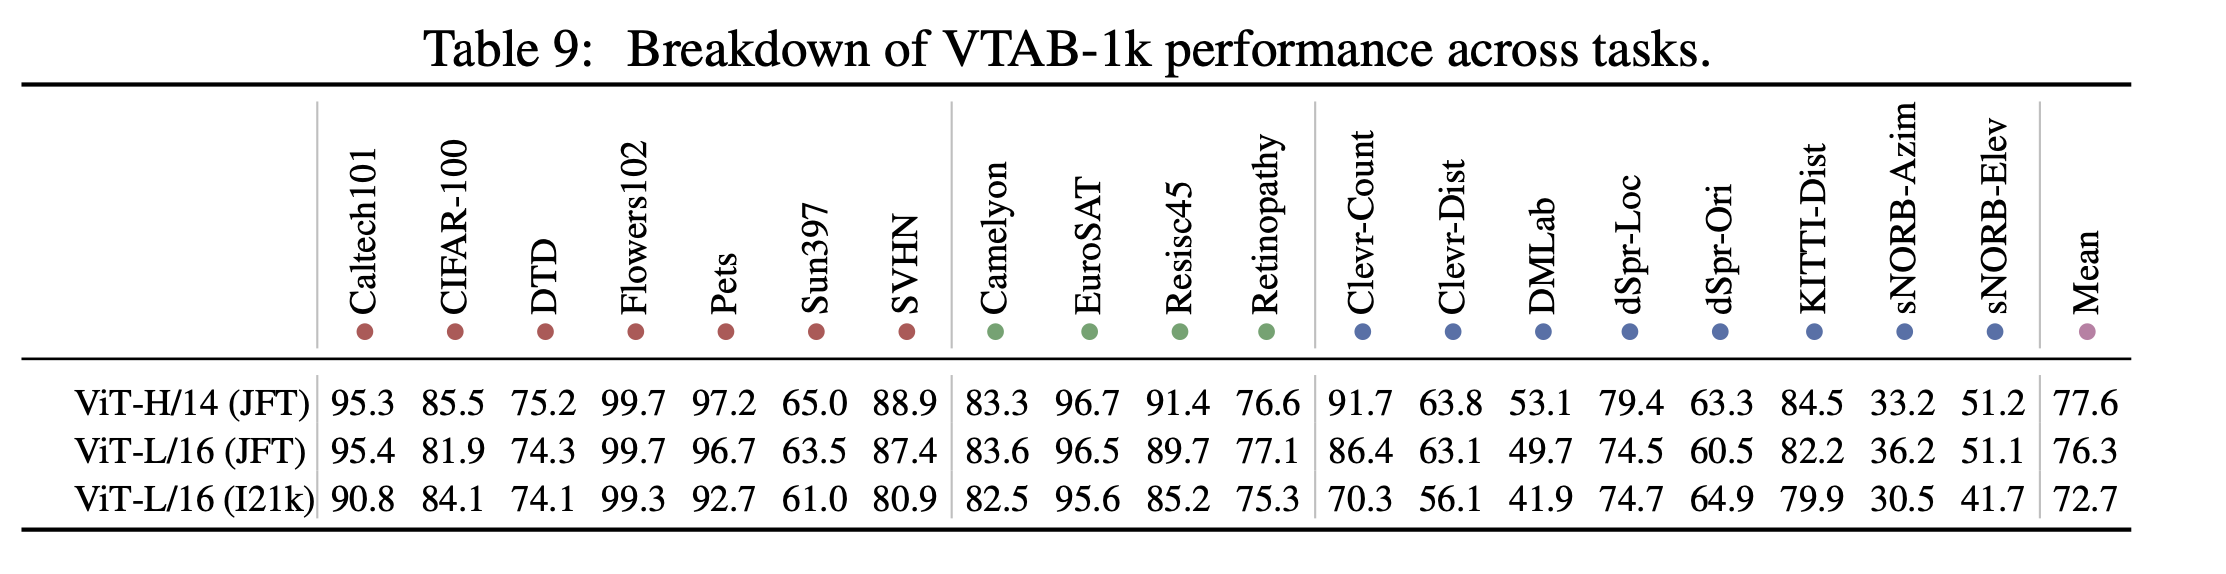 Table 9: Breakdown of VTAB-1k performance across tasks.
Caltech101 CIFAR-100 DTD Flowers102 Pets Sun397 SVHN Camelyon EuroSAT Resisc45 Retinopathy Clevr-Count Clevr-Dist DMLab dSpr-Loc dSpr-Ori KITTI-Dist sNORB-Azim sNORB-Elev Mean
ViT-H/14 (JFT) 95.3 85.5 75.2 99.7 97.2 65.0 88.9 83.3 96.7 91.4 76.6 91.7 63.8 53.1 79.4 63.3 84.5 33.2 51.2 77.6
ViT-L/16 (JFT) 95.4 81.9 74.3 99.7 96.7 63.5 87.4 83.6 96.5 89.7 77.1 86.4 63.1 49.7 74.5 60.5 82.2 36.2 51.1 76.3
ViT-L/16 (I21k) 90.8 84.1 74.1 99.3 92.7 61.0 80.9 82.5 95.6 85.2 75.3 70.3 56.1 41.9 74.7 64.9 79.9 30.5 41.7 72.7